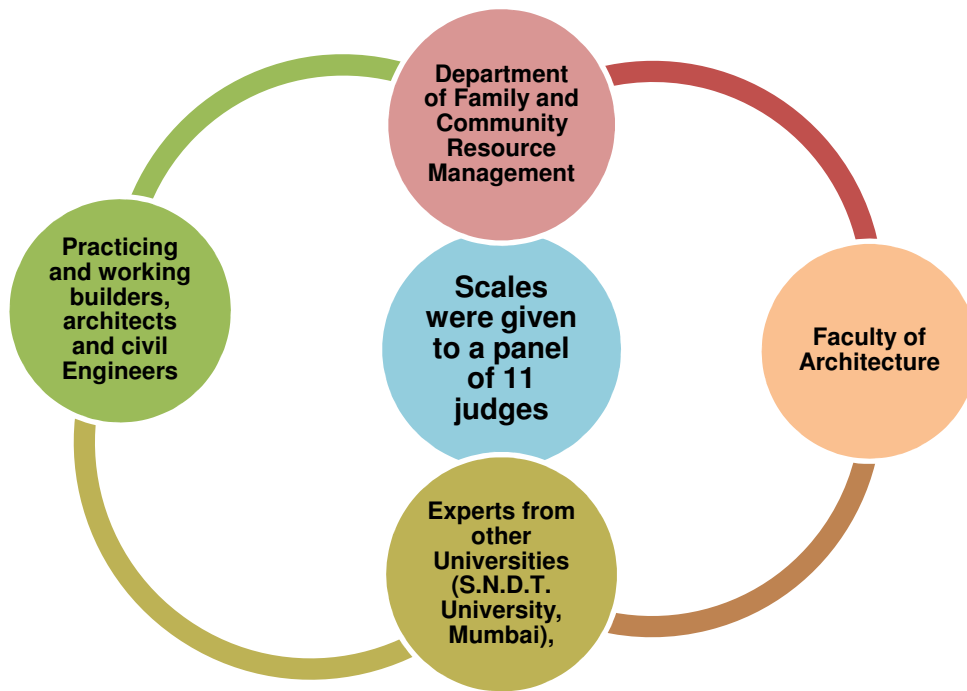 Department
of Family and
Community
Resource
Management
Practicing
and working
builders,
architects
and civil
Engineers
Scales
were given
to a panel
of 11
judges
Faculty of
Architecture
Experts from
other
Universities
(S.N.D.T.
University,
Mumbai),